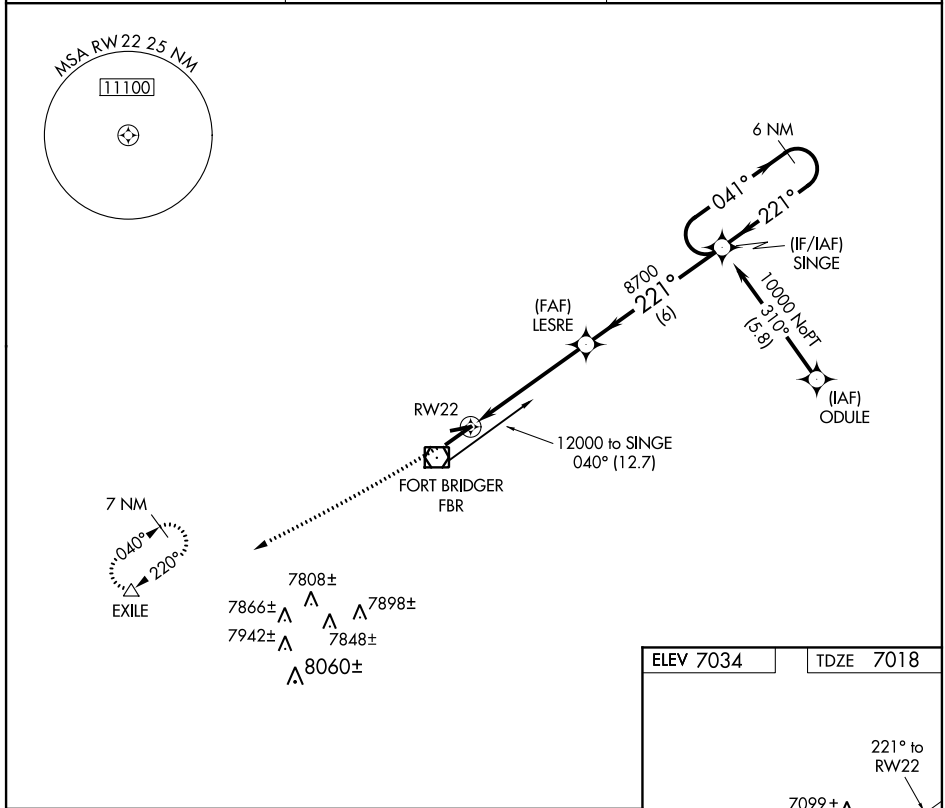 MSA RW22 25 NM
11100
6 NM
041°
221°
(IF/IAF)
SINGE
8700
221°
(6)
10000 NoPT
310°
(5.8)
(FAF)
LESRE
(IAF)
ODULE
RW22
12000 to SINGE
040° (12.7)
FORT BRIDGER
FBR
7 NM
040°
220°
EXILE
7808±
7866±
7898±
7942±
7848±
8060±
ELEV 7034
TDZE 7018
221° to
RW22
7099±